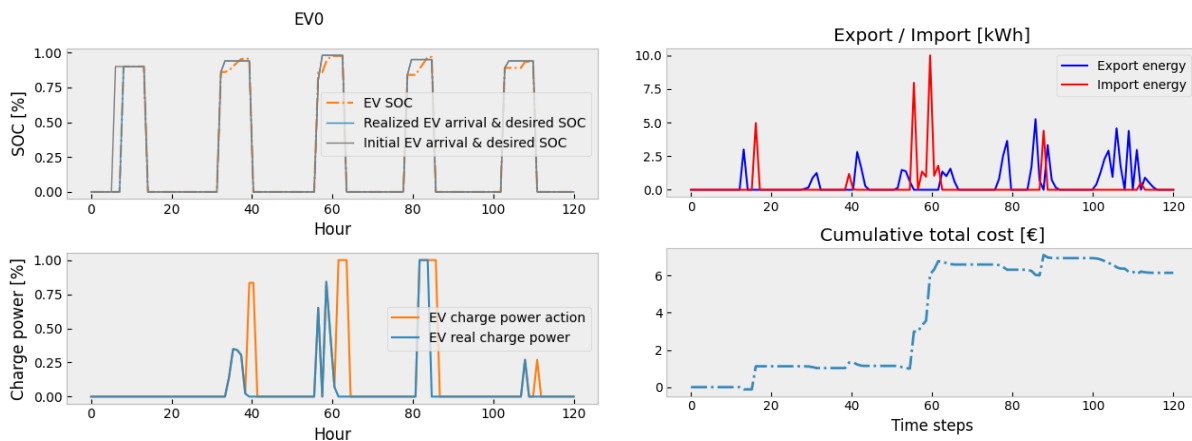 EV0
SOC [%]
1.00
0.75
0.50
0.25
0.00
EV SOC
Realized EV arrival & desired SOC
Initial EV arrival & desired SOC
0 20 40 60 80 100 120
Hour
Charge power [%]
1.00
0.75
0.50
0.25
0.00
EV charge power action
EV real charge power
0 20 40 60 80 100 120
Hour
Export / Import [kWh]
10.0
7.5
5.0
2.5
0.0
Export energy
Import energy
0 20 40 60 80 100 120
Cumulative total cost [€]
6
4
2
0
0 20 40 60 80 100 120
Time steps